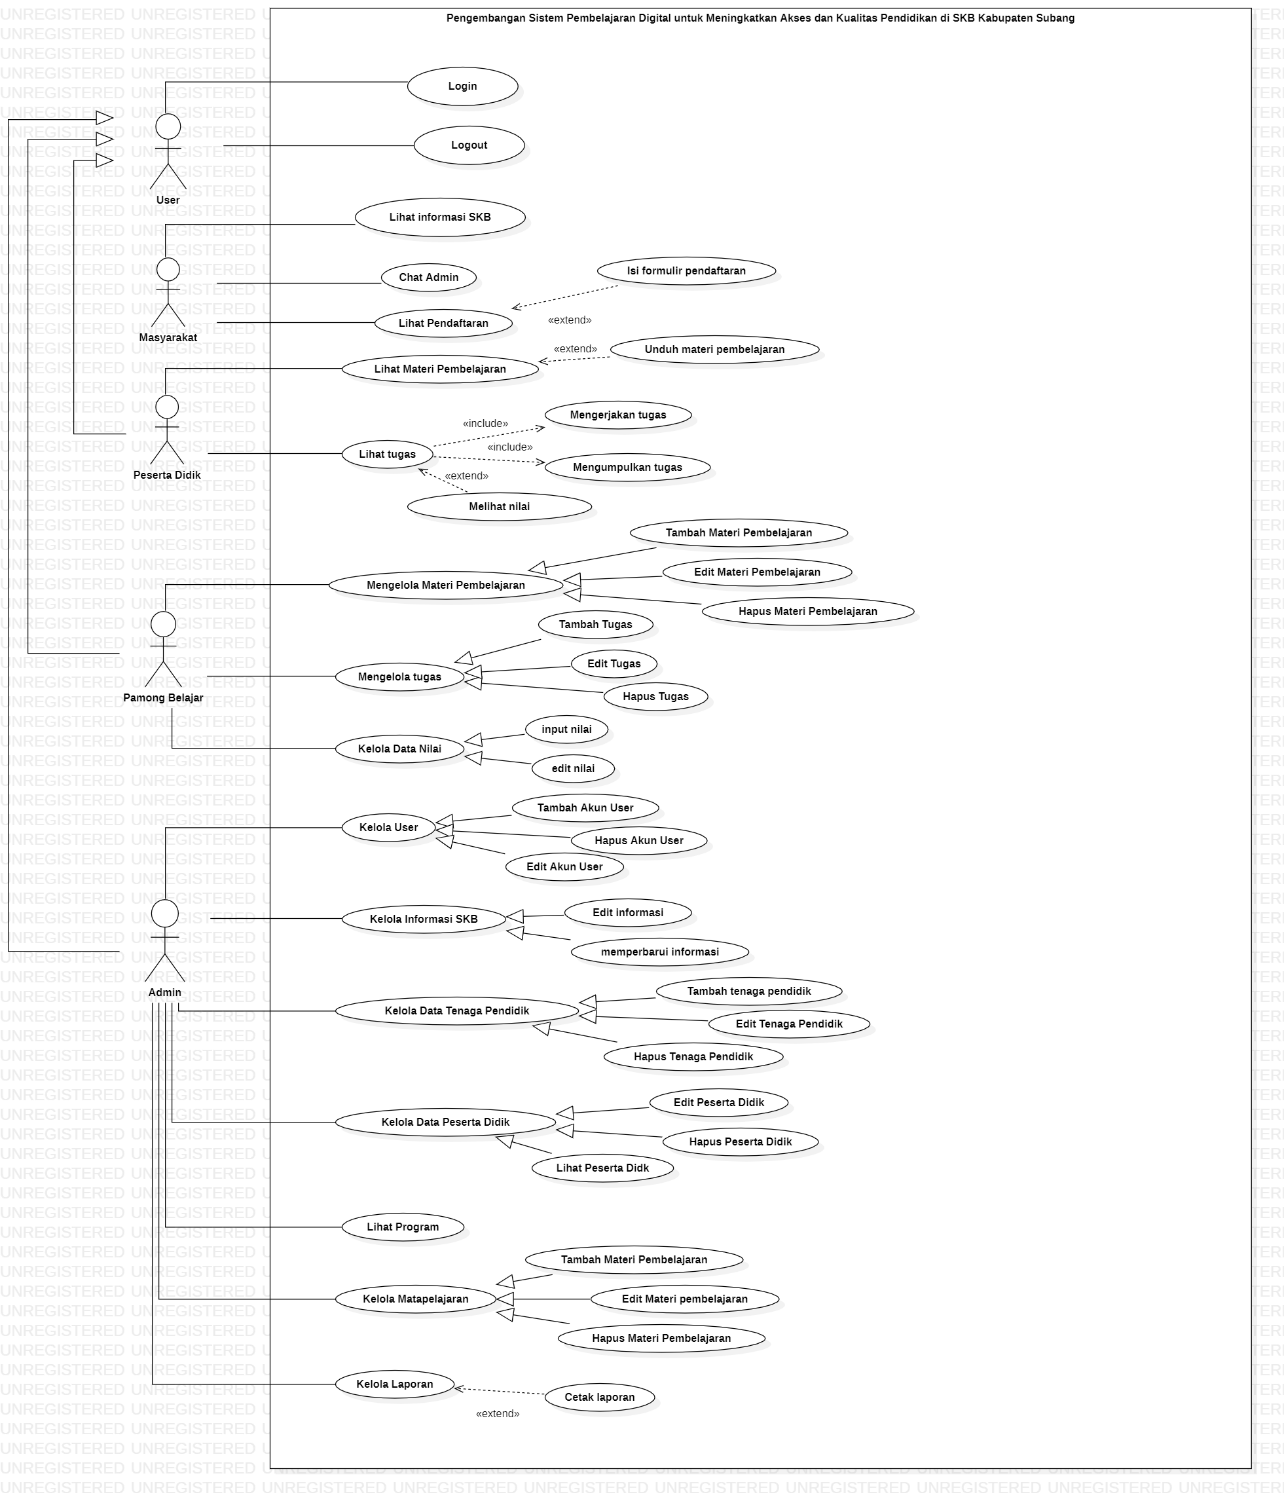 Pengembangan Sistem Pembelajaran Digital untuk Meningkatkan Akses dan Kualitas Pendidikan di SKB Kabupaten Subang
Login
Logout
User
Lihat informasi SKB
Isi formulir pendaftaran
Chat Admin
«extend»
Lihat Pendaftaran
Masyarakat
«extend»
Unduh materi pembelajaran
Lihat Materi Pembelajaran
Mengerjakan tugas
«include»
«include»
Lihat tugas
Mengumpulkan tugas
Peserta Didik
«extend»
Melihat nilai
Tambah Materi Pembelajaran
Edit Materi Pembelajaran
Mengelola Materi Pembelajaran
Hapus Materi Pembelajaran
Tambah Tugas
Edit Tugas
Mengelola tugas
Hapus Tugas
Pamong Belajar
input nilai
Kelola Data Nilai
edit nilai
Tambah Akun User
Kelola User
Hapus Akun User
Edit Akun User
Edit informasi
Kelola Informasi SKB
memperbarui informasi
Admin
Tambah tenaga pendidik
Kelola Data Tenaga Pendidik
Edit Tenaga Pendidik
Hapus Tenaga Pendidik
Edit Peserta Didik
Kelola Data Peserta Didik
Hapus Peserta Didik
Lihat Peserta Didk
Lihat Program
Tambah Materi Pembelajaran
Kelola Matapelajaran
Edit Materi pembelajaran
Hapus Materi Pembelajaran
Kelola Laporan
Cetak laporan
«extend»
UNREGISTERED